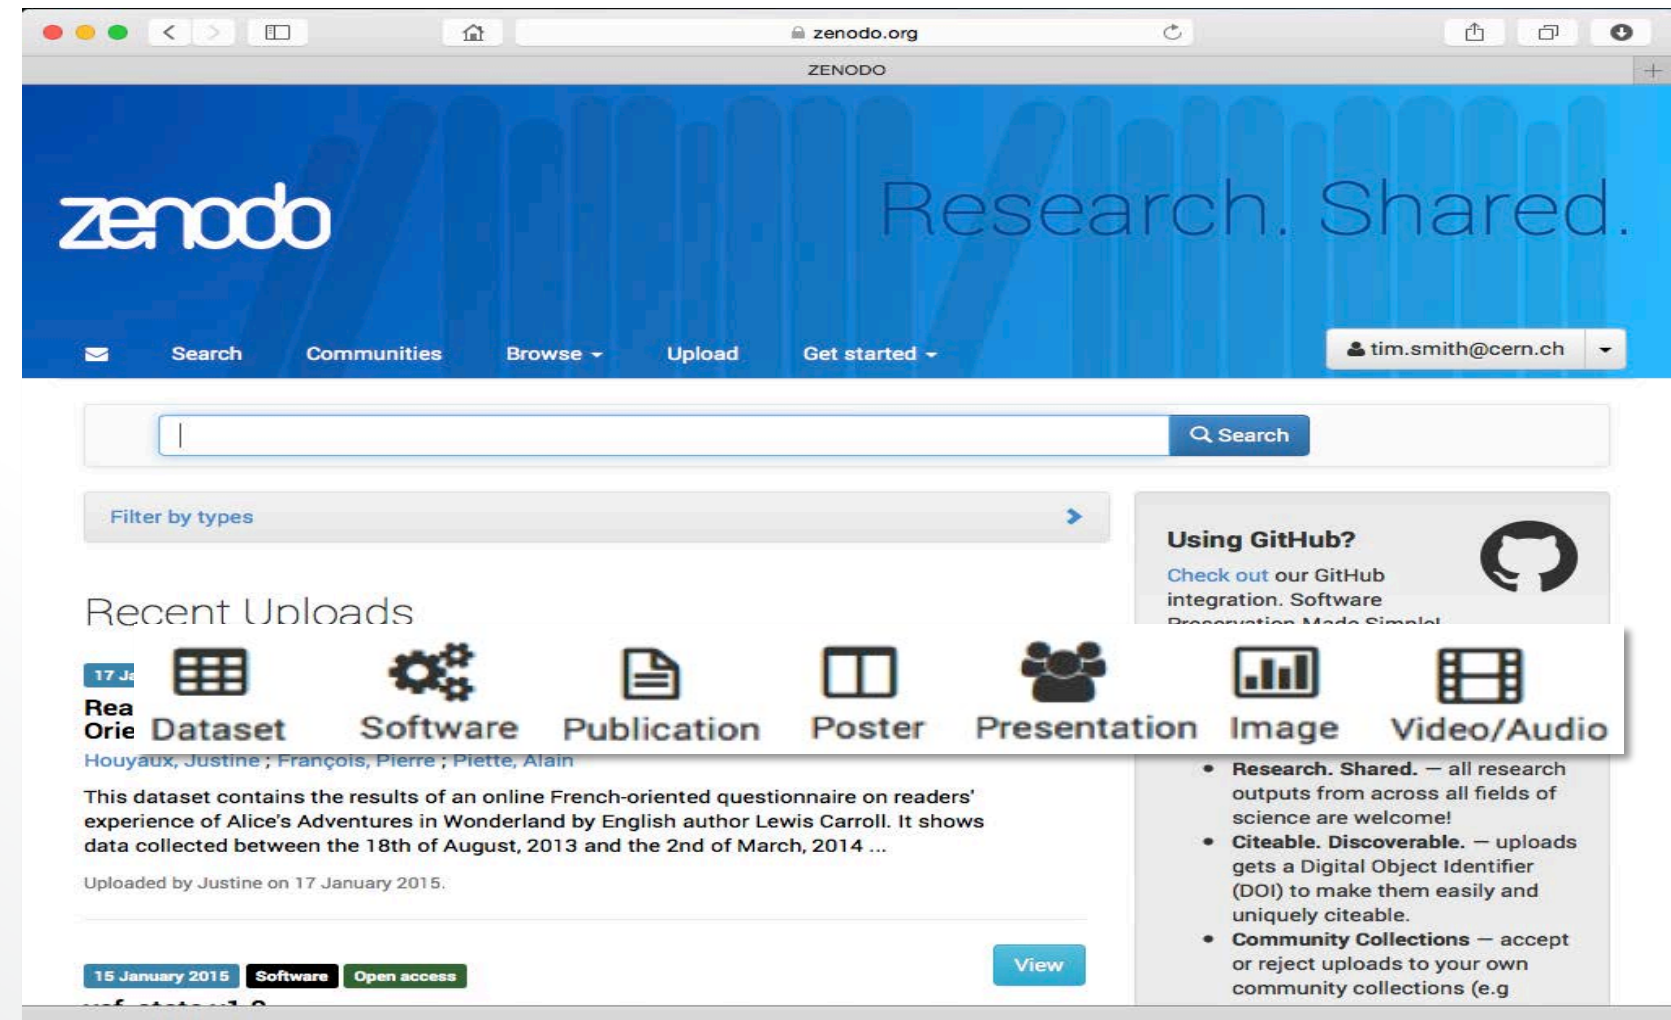 zenodo.org
ZENODO
zenodo
Research. Shared.
Search Communities Browse Upload Get started
tim.smith@cern.ch
Search
Filter by types
Using GitHub?
Check out our GitHub
integration. Software
Preservation Made Simple!
Recent Uploads
17 Ja
Rea
Orie
Dataset Software Publication Poster Presentation Image Video/Audio
Houyaux, Justine ; François, Pierre ; Piette, Alain
This dataset contains the results of an online French-oriented questionnaire on readers'
experience of Alice's Adventures in Wonderland by English author Lewis Carroll. It shows
data collected between the 18th of August, 2013 and the 2nd of March, 2014 ...
Uploaded by Justine on 17 January 2015.
15 January 2015 Software Open access
View
• Research. Shared. — all research
outputs from across all fields of
science are welcome!
• Citeable. Discoverable. — uploads
gets a Digital Object Identifier
(DOI) to make them easily and
uniquely citeable.
• Community Collections — accept
or reject uploads to your own
community collections (e.g